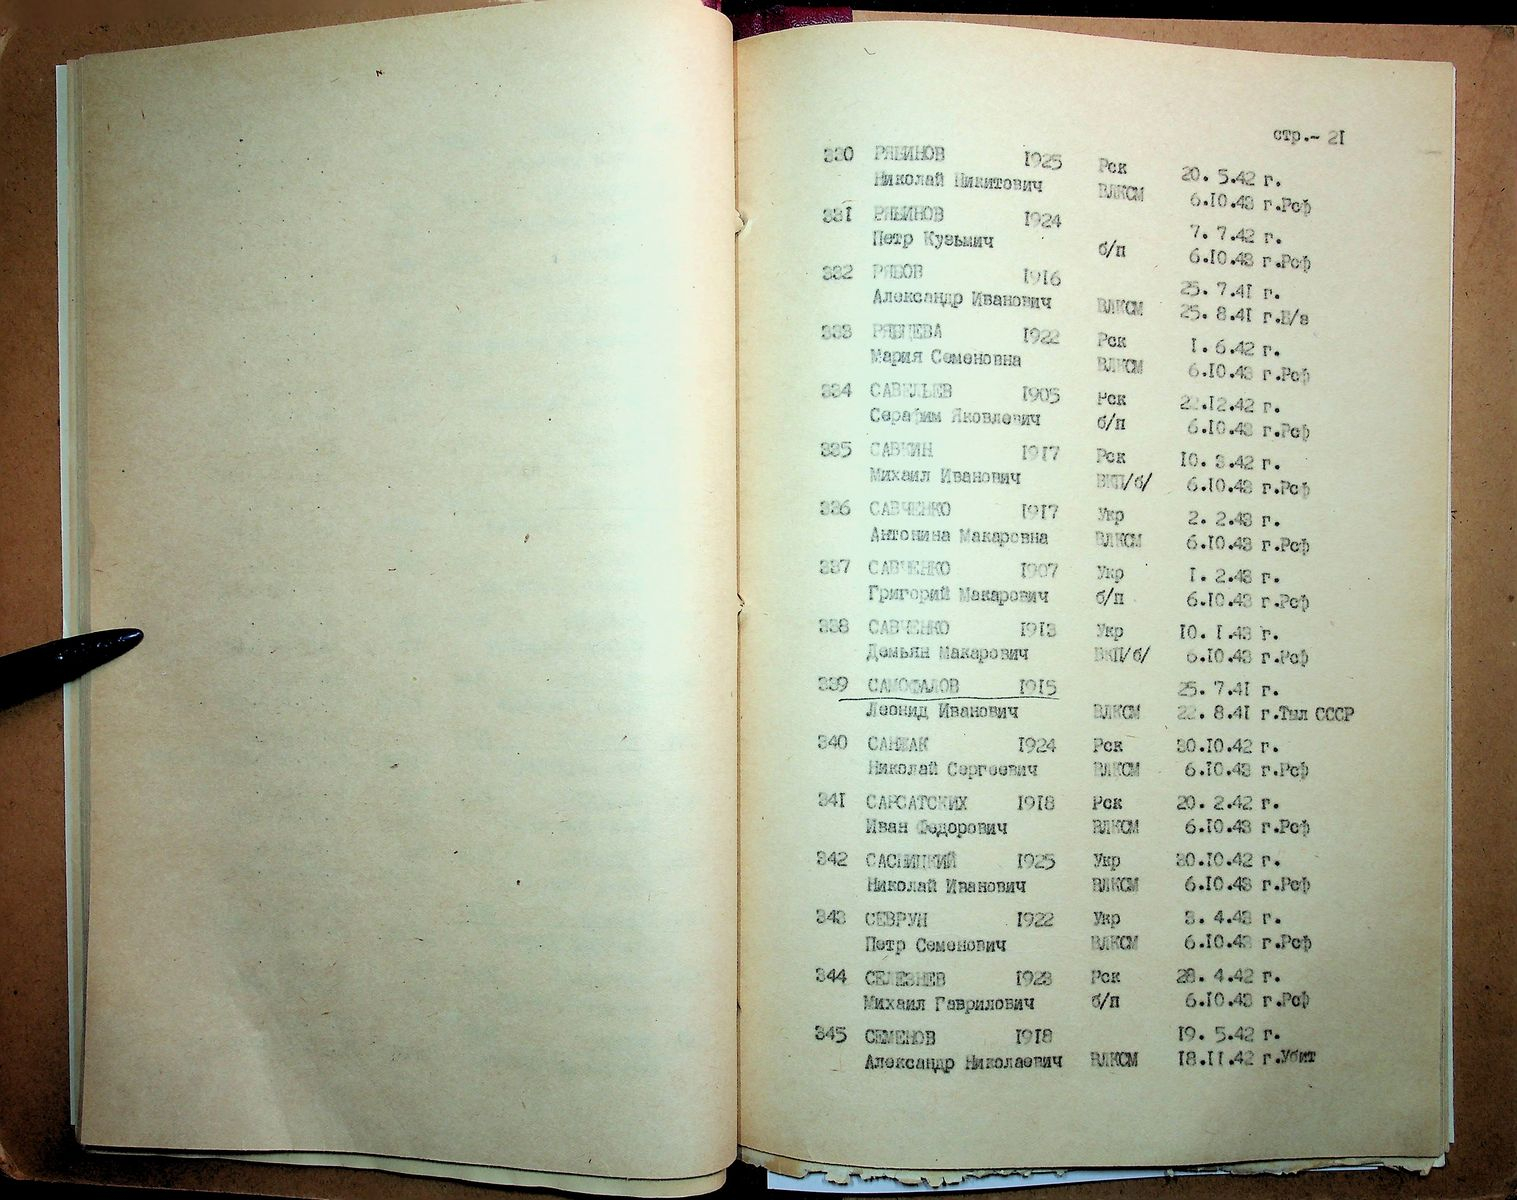 стр.- 21
330 РЯБИНОВ 1925 Рск 20. 5.42 г.
Николай Никитович ВЛКСМ 6.10.43 г.Рсф
331 РЯБИНОВ 1924 7. 7.42 г.
Петр Кузьмич б/п 6.10.43 г.Рсф
332 РЯБОВ 1916 25. 7.41 г.
Александр Иванович ВЛКСМ 25. 8.41 г.Б/в
333 РЯБЦЕВА 1922 Рск 1. 6.42 г.
Мария Семеновна ВЛКСМ 6.10.43 г.Рсф
334 САВЕЛЬЕВ 1905 Рск 22.12.42 г.
Серафим Яковлевич б/п 6.10.43 г.Рсф
335 САВКИН 1917 Рск 10. 3.42 г.
Михаил Иванович ВКП/б/ 6.10.43 г.Рсф
336 САВЧЕНКО 1917 Укр 2. 2.43 г.
Антонина Макаровна ВЛКСМ 6.10.43 г.Рсф
337 САВЧЕНКО 1907 Укр 1. 2.43 г.
Григорий Макарович б/п 6.10.43 г.Рсф
338 САВЧЕНКО 1913 Укр 10. 1.43 г.
Демьян Макарович ВКП/б/ 6.10.43 г.Рсф
339 САМОФАЛОВ 1915 25. 7.41 г.
Леонид Иванович ВЛКСМ 22. 8.41 г.Тыл СССР
340 САНЖАК 1924 Рск 30.10.42 г.
Николай Сергеевич ВЛКСМ 6.10.43 г.Рсф
341 САРСАТСКИХ 1918 Рск 20. 2.42 г.
Иван Федорович ВЛКСМ 6.10.43 г.Рсф
342 САСНИЦКИЙ 1925 Укр 30.10.42 г.
Николай Иванович ВЛКСМ 6.10.43 г.Рсф
343 СЕВРУН 1922 Укр 3. 4.43 г.
Петр Семенович ВЛКСМ 6.10.43 г.Рсф
344 СЕЛЕЗНЕВ 1923 Рск 28. 4.42 г.
Михаил Гаврилович б/п 6.10.43 г.Рсф
345 СЕМЕНОВ 1918 19. 5.42 г.
Александр Николаевич ВЛКСМ 18.11.42 г.Убит